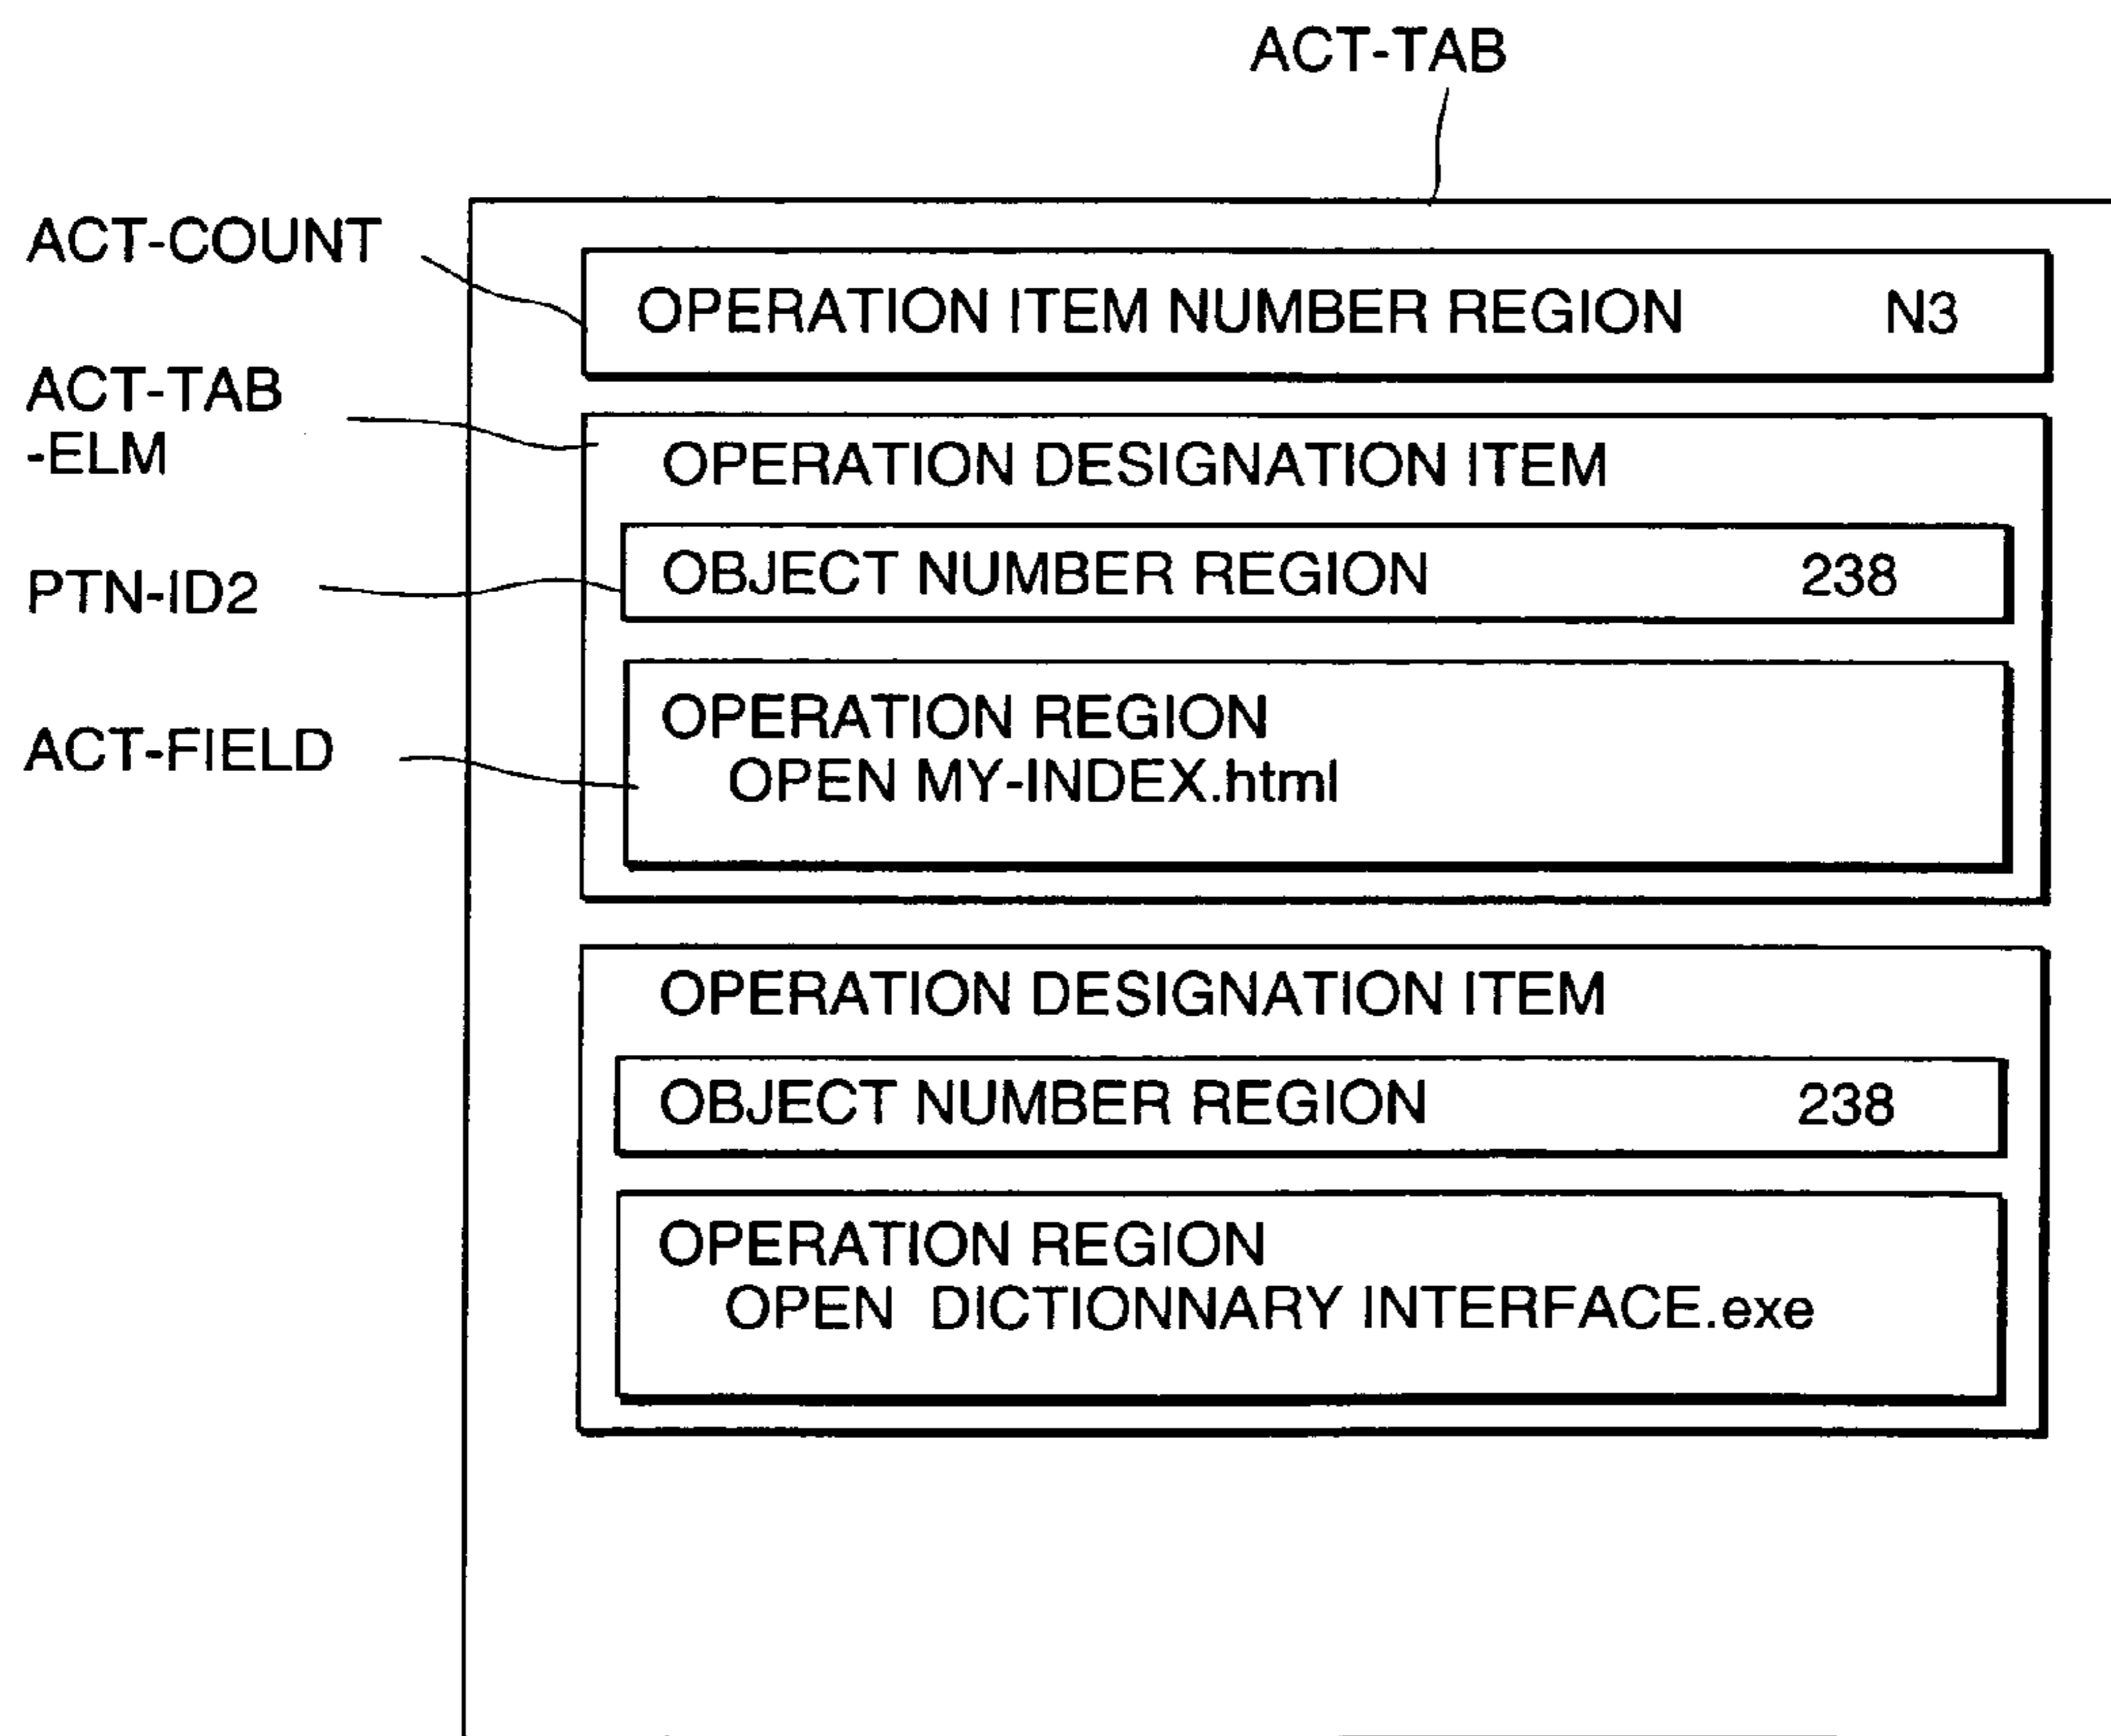 ACT-TAB
ACT-COUNT
OPERATION ITEM NUMBER REGION N3
ACT-TAB
-ELM
OPERATION DESIGNATION ITEM
PTN-ID2
OBJECT NUMBER REGION 238
ACT-FIELD
OPERATION REGION
OPEN MY-INDEX.html
OPERATION DESIGNATION ITEM
OBJECT NUMBER REGION 238
OPERATION REGION
OPEN DICTIONNARY INTERFACE.exe